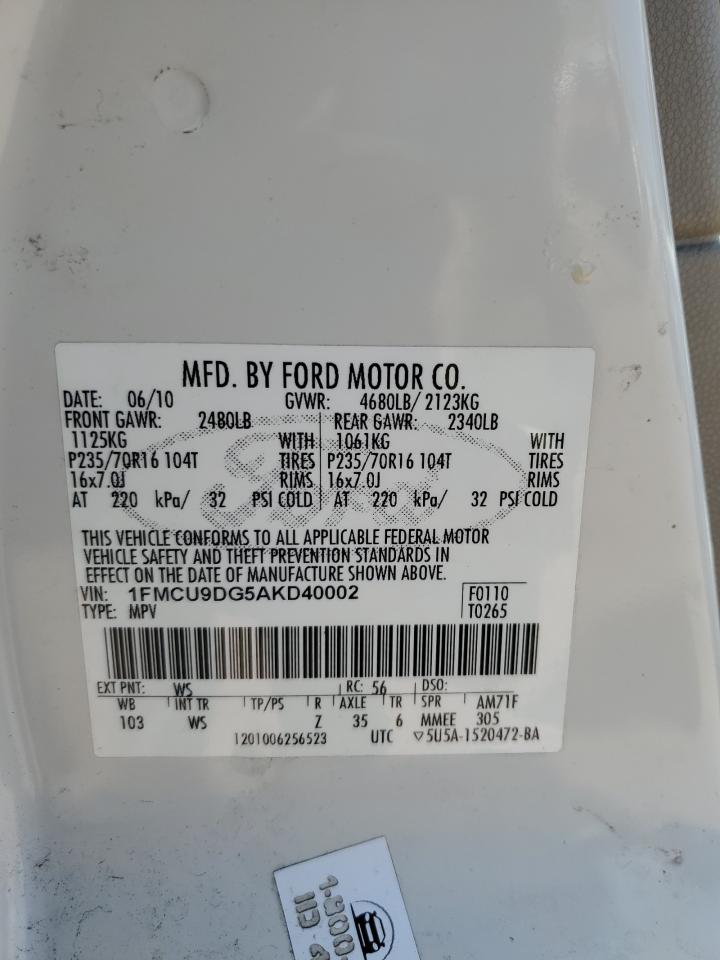 MFD. BY FORD MOTOR CO.
DATE: 06/10 GVWR: 4680LB/ 2123KG
FRONT GAWR: 2480LB REAR GAWR: 2340LB
1125KG WITH 1061KG WITH
P235/70R16 104T TIRES P235/70R16 104T TIRES
16x7.0J RIMS 16x7.0J RIMS
AT 220 kPa/ 32 PSI COLD AT 220 kPa/ 32 PSI COLD
THIS VEHICLE CONFORMS TO ALL APPLICABLE FEDERAL MOTOR
VEHICLE SAFETY AND THEFT PREVENTION STANDARDS IN
EFFECT ON THE DATE OF MANUFACTURE SHOWN ABOVE.
VIN: 1FMCU9DG5AKD40002 F0110
TYPE: MPV T0265
EXT PNT: WS RC: 56 DSO:
WB INT TR TP/PS R AXLE TR SPR AM71F
103 WS Z 35 6 MMEE 305
1201006256523 UTC ▽5U5A-1520472-BA
1-800-